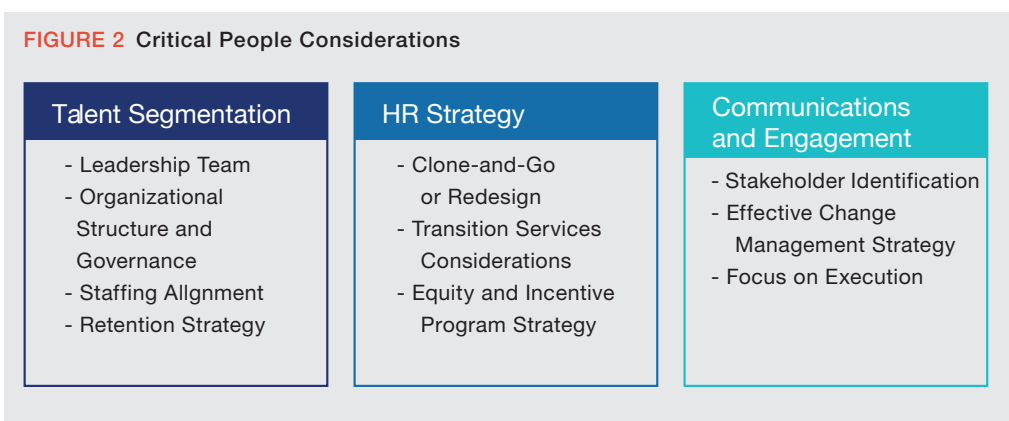 FIGURE 2 Critical People Considerations
Talent Segmentation
- Leadership Team
- Organizational
Structure and
Governance
- Staffing Allgnment
- Retention Strategy
HR Strategy
- Clone-and-Go
or Redesign
- Transition Services
Considerations
- Equity and Incentive
Program Strategy
Communications
and Engagement
- Stakeholder Identification
- Effective Change
Management Strategy
- Focus on Execution